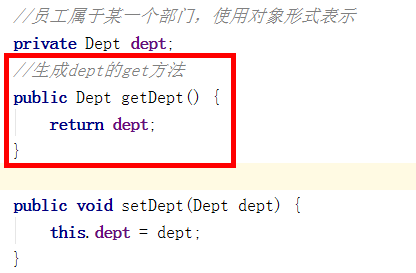 //员工属于某一个部门，使用对象形式表示
private Dept dept;
//生成dept的get方法
public Dept getDept() {
    return dept;
}
public void setDept(Dept dept) {
    this.dept = dept;
}